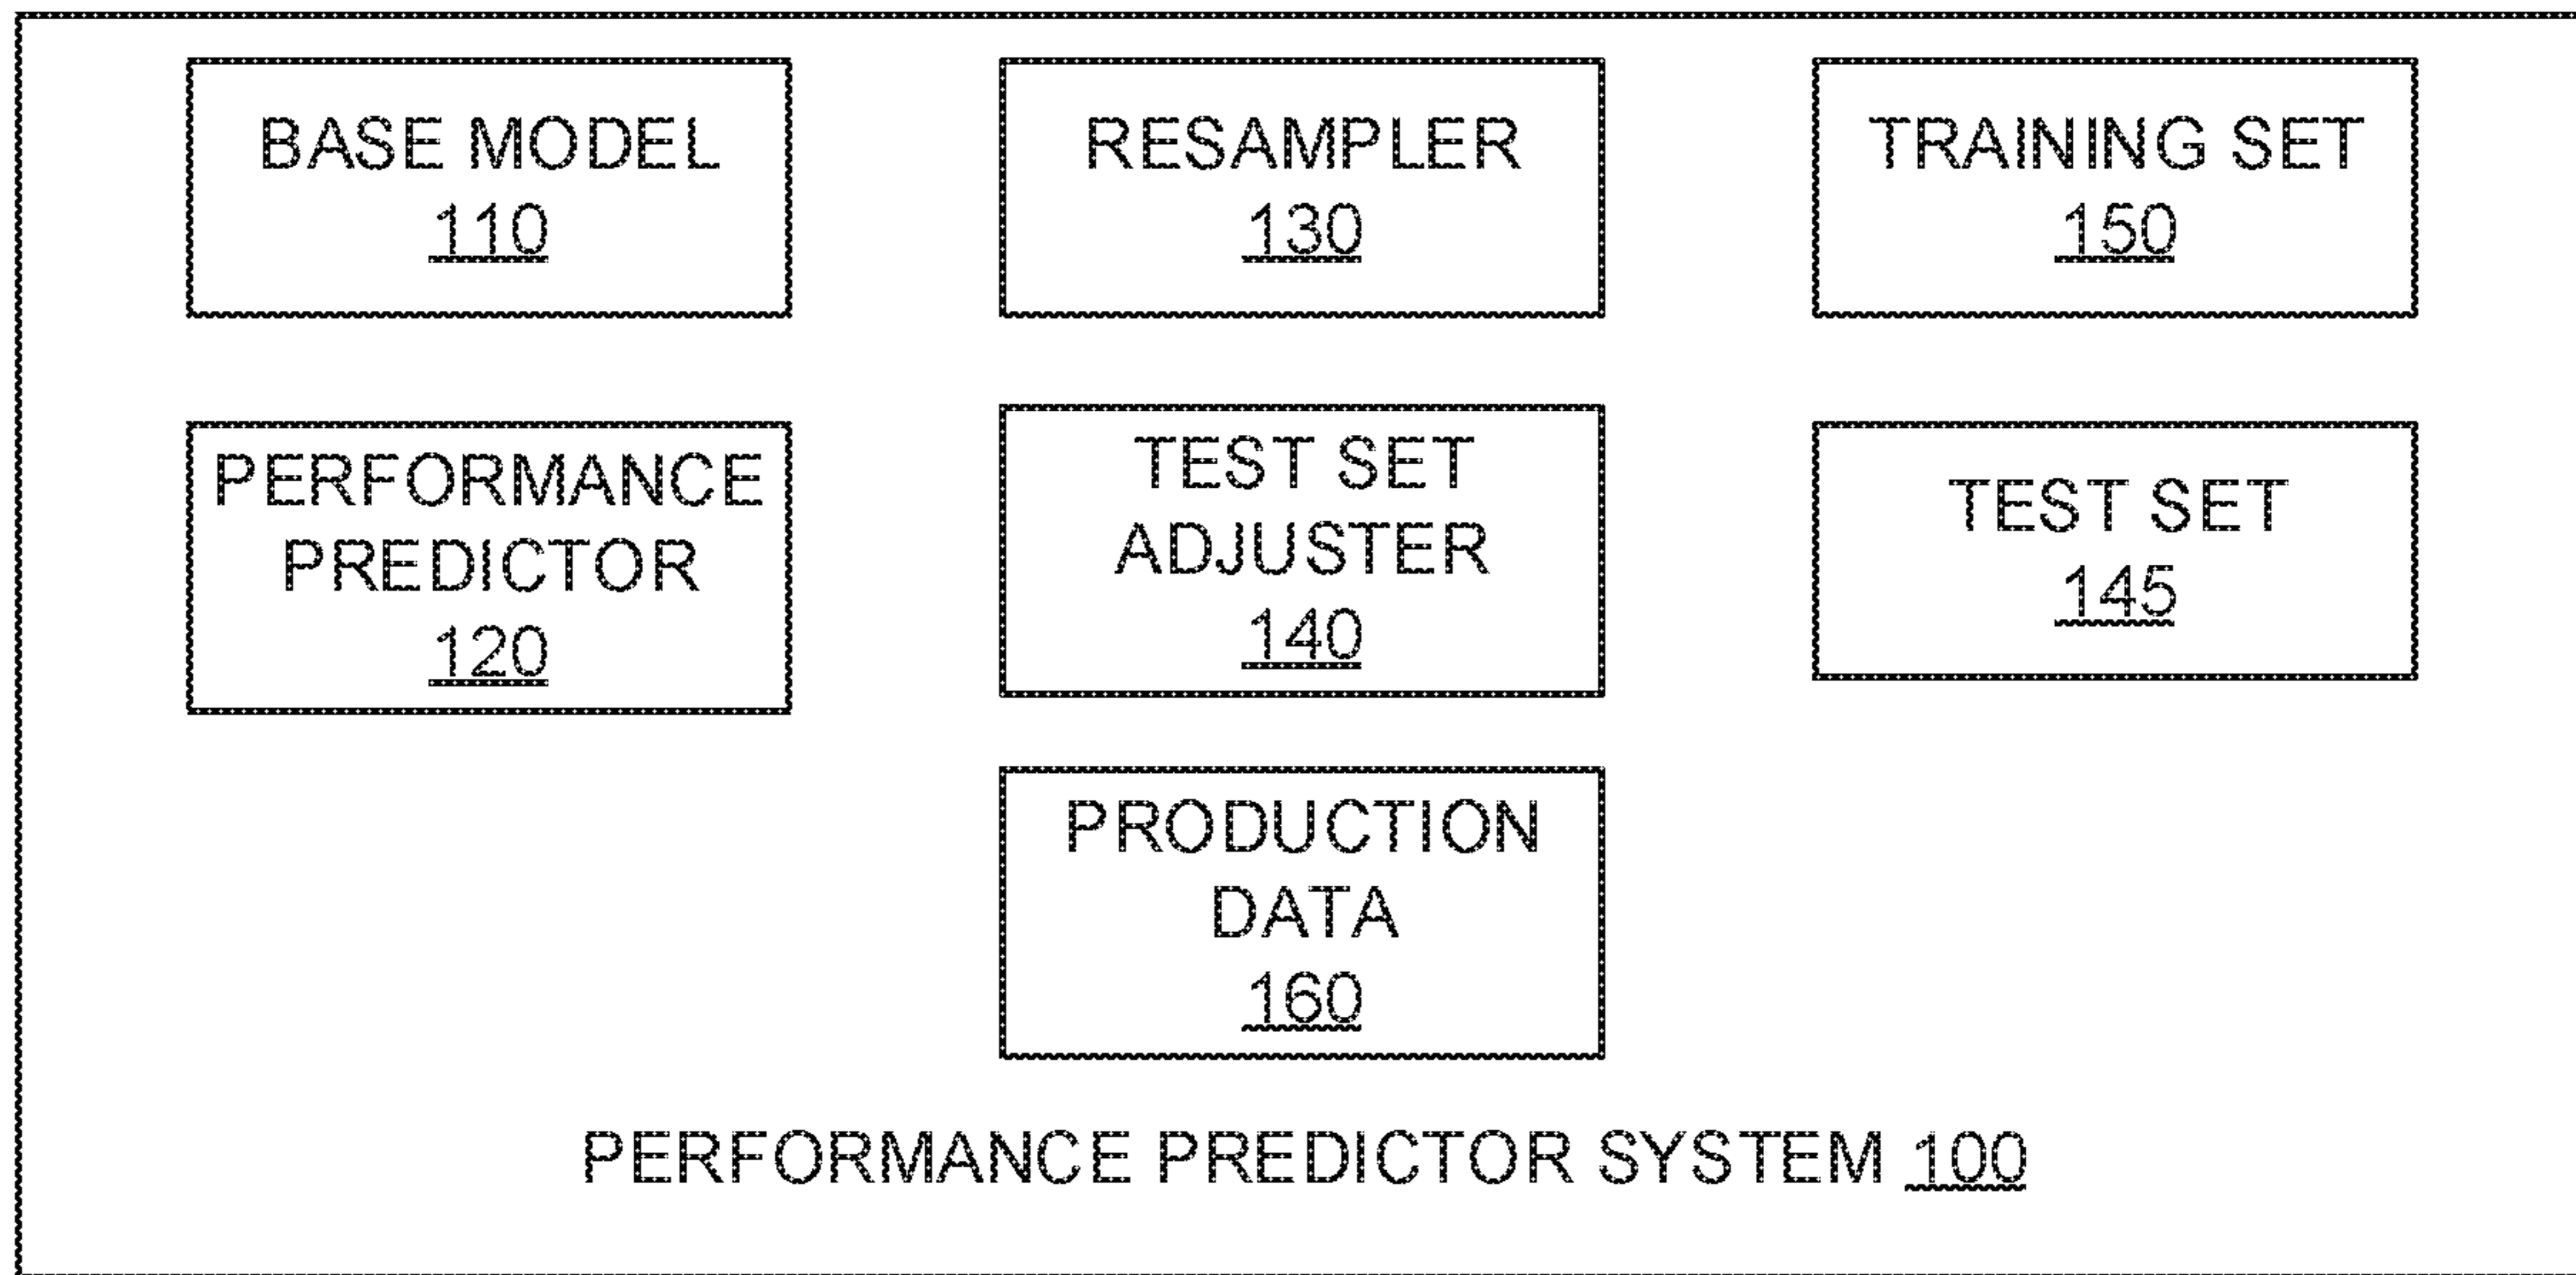 BASE MODEL
110
RESAMPLER
130
TRAINING SET
150
PERFORMANCE
PREDICTOR
120
TEST SET
ADJUSTER
140
TEST SET
145
PRODUCTION
DATA
160
PERFORMANCE PREDICTOR SYSTEM 100